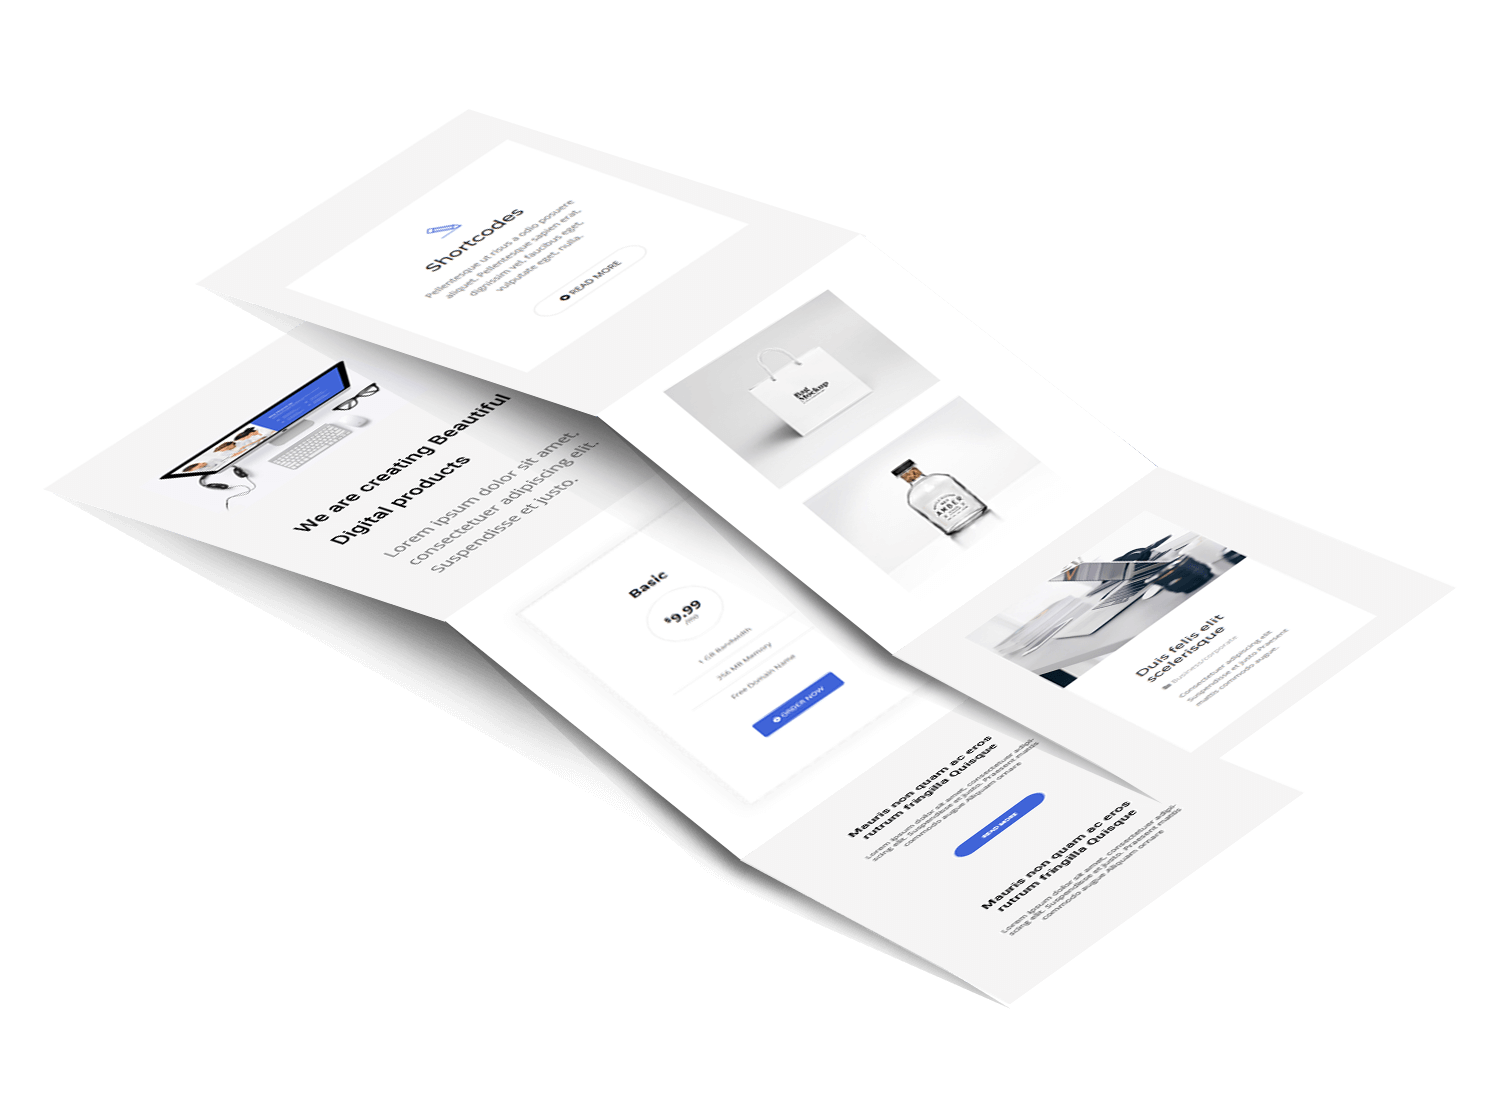 Shortcodes
Pellentesque ut risus a odio posuere
aliquet. Pellentesque sapien erat,
dignissim vel, faucibus eget,
vulputate eget, nulla.
READ MORE
Bag
Mockup
AMBER
Duis felis elit
scelerisque
Business/corporate
Consectetuer adipiscing elit
Suspendisse et justo Praesent
mattis commodo augue.
We are creating Beautiful
Digital products
Lorem ipsum dolor sit amet,
consectetuer adipiscing elit.
Suspendisse et justo.
Basic
$9.99
/mo
1 GB Bandwidth
256 MB Memory
Free Domain Name
ORDER NOW
Mauris non quam ac eros
rutrum fringilla Quisque
Lorem ipsum dolor sit amet, consectetuer adipi-
scing elit. Suspendisse et justo. Praesent mattis
commodo augue Aliquam ornare
READ MORE
Mauris non quam ac eros
rutrum fringilla Quisque
Lorem ipsum dolor sit amet, consectetuer adipi-
scing elit. Suspendisse et justo. Praesent mattis
commodo augue Aliquam ornare